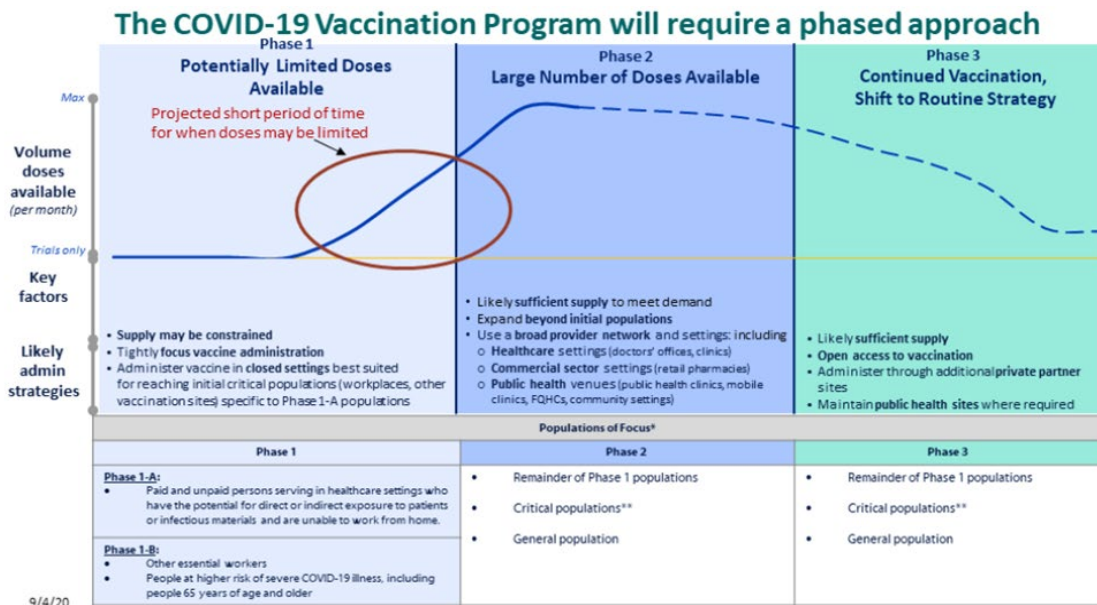 The COVID-19 Vaccination Program will require a phased approach
Phase 1
Potentially Limited Doses
Available
Projected short period of time
for when doses may be limited
Phase 2
Large Number of Doses Available
Phase 3
Continued Vaccination,
Shift to Routine Strategy
Max
Volume
doses
available
(per month)
Trials only
Key
factors
Likely
admin
strategies
• Supply may be constrained
• Tightly focus vaccine administration
• Administer vaccine in closed settings best suited
for reaching initial critical populations (workplaces, other
vaccination sites) specific to Phase 1-A populations
• Likely sufficient supply to meet demand
• Expand beyond initial populations
• Use a broad provider network and settings: including
o Healthcare settings (doctors' offices, clinics)
o Commercial sector settings (retail pharmacies)
o Public health venues (public health clinics, mobile
clinics, FQHCs, community settings)
• Likely sufficient supply
• Open access to vaccination
• Administer through additional private partner
sites
• Maintain public health sites where required
Populations of Focus*
Phase 1
Phase 2
Phase 3
Phase 1-A:
• Paid and unpaid persons serving in healthcare settings who
have the potential for direct or indirect exposure to patients
or infectious materials and are unable to work from home.
Phase 1-B:
• Other essential workers
• People at higher risk of severe COVID-19 illness, including
people 65 years of age and older
• Remainder of Phase 1 populations
• Critical populations**
• General population
• Remainder of Phase 1 populations
• Critical populations**
• General population
9/4/20